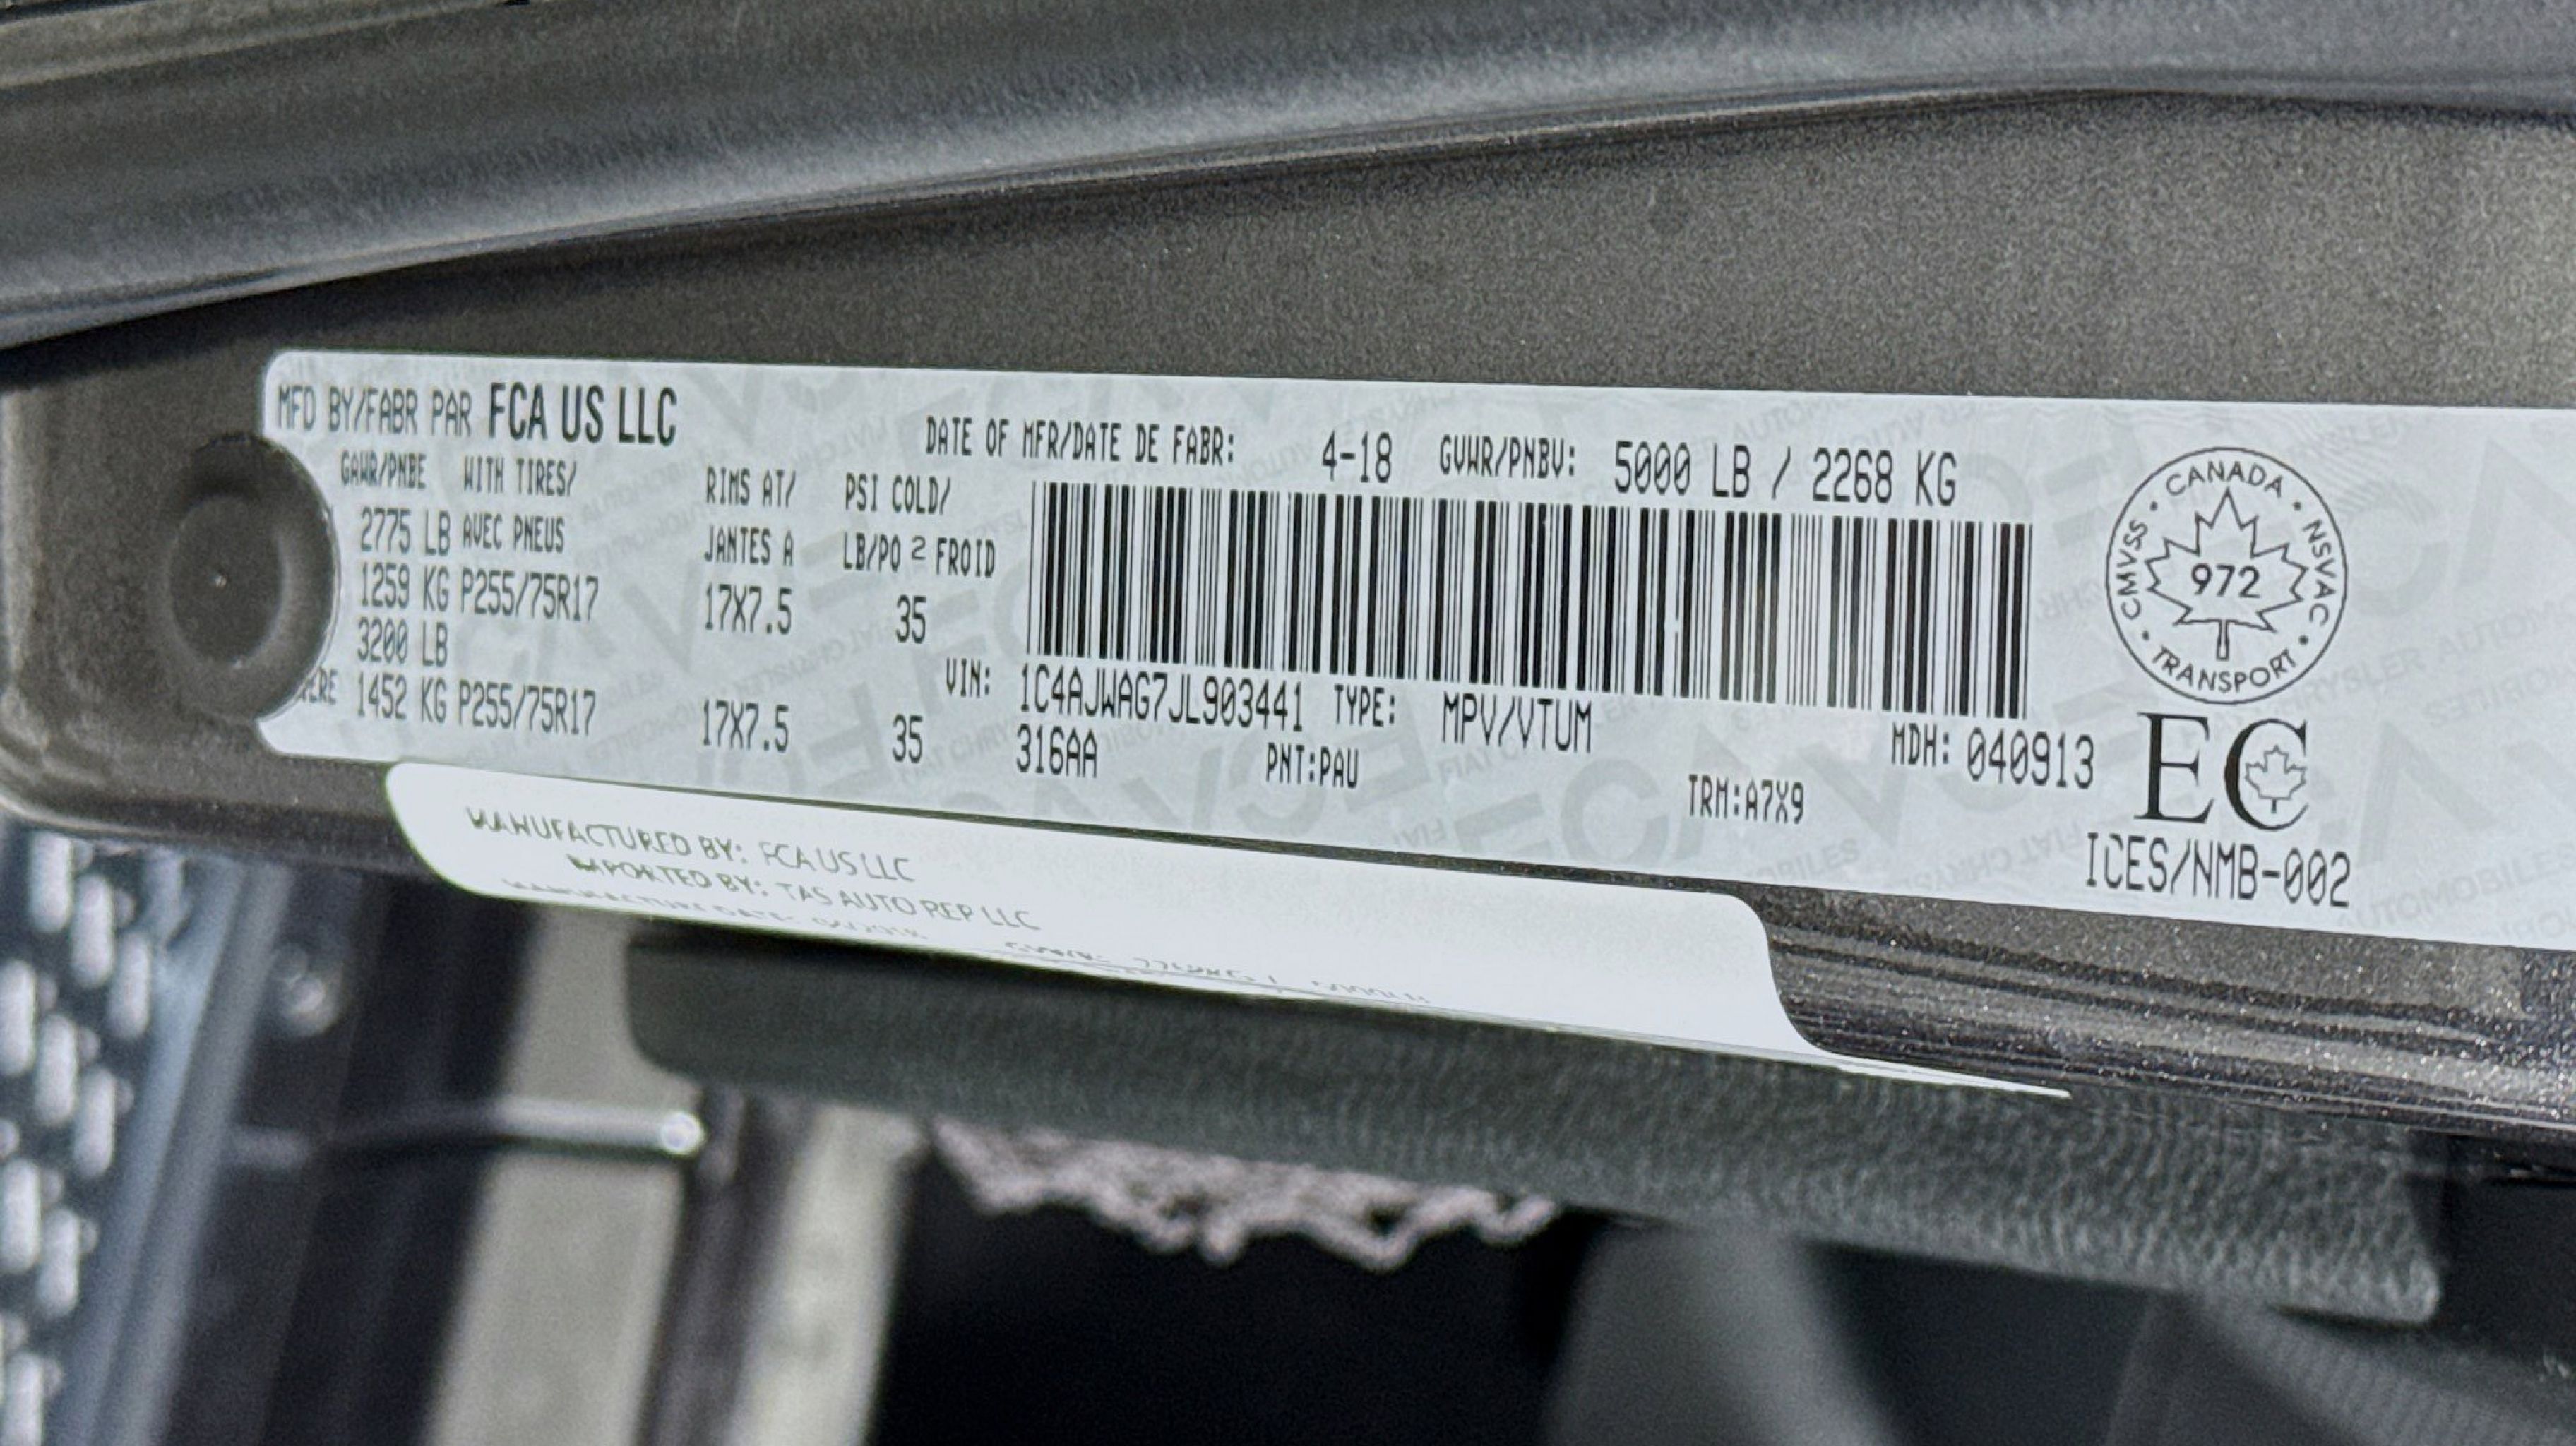 MFD BY/FABR PAR FCA US LLC
DATE OF MFR/DATE DE FABR: 4-18 GVWR/PNBV: 5000 LB / 2268 KG
GAWR/PNBE WITH TIRES/ RIMS AT/ PSI COLD/
2775 LB AVEC PNEUS JANTES A LB/PO 2 FROID
1259 KG P255/75R17 17X7.5 35
3200 LB
1452 KG P255/75R17 17X7.5 35
VIN: 1C4AJWAG7JL903441 TYPE: MPV/VTUM MDH: 040913
316AA PNT:PAU TRM:A7X9
CANADA
CMVSS NSVAC
972
TRANSPORT
EC
ICES/NMB-002
MANUFACTURED BY: FCA US LLC
IMPORTED BY: TAS AUTO REP LLC